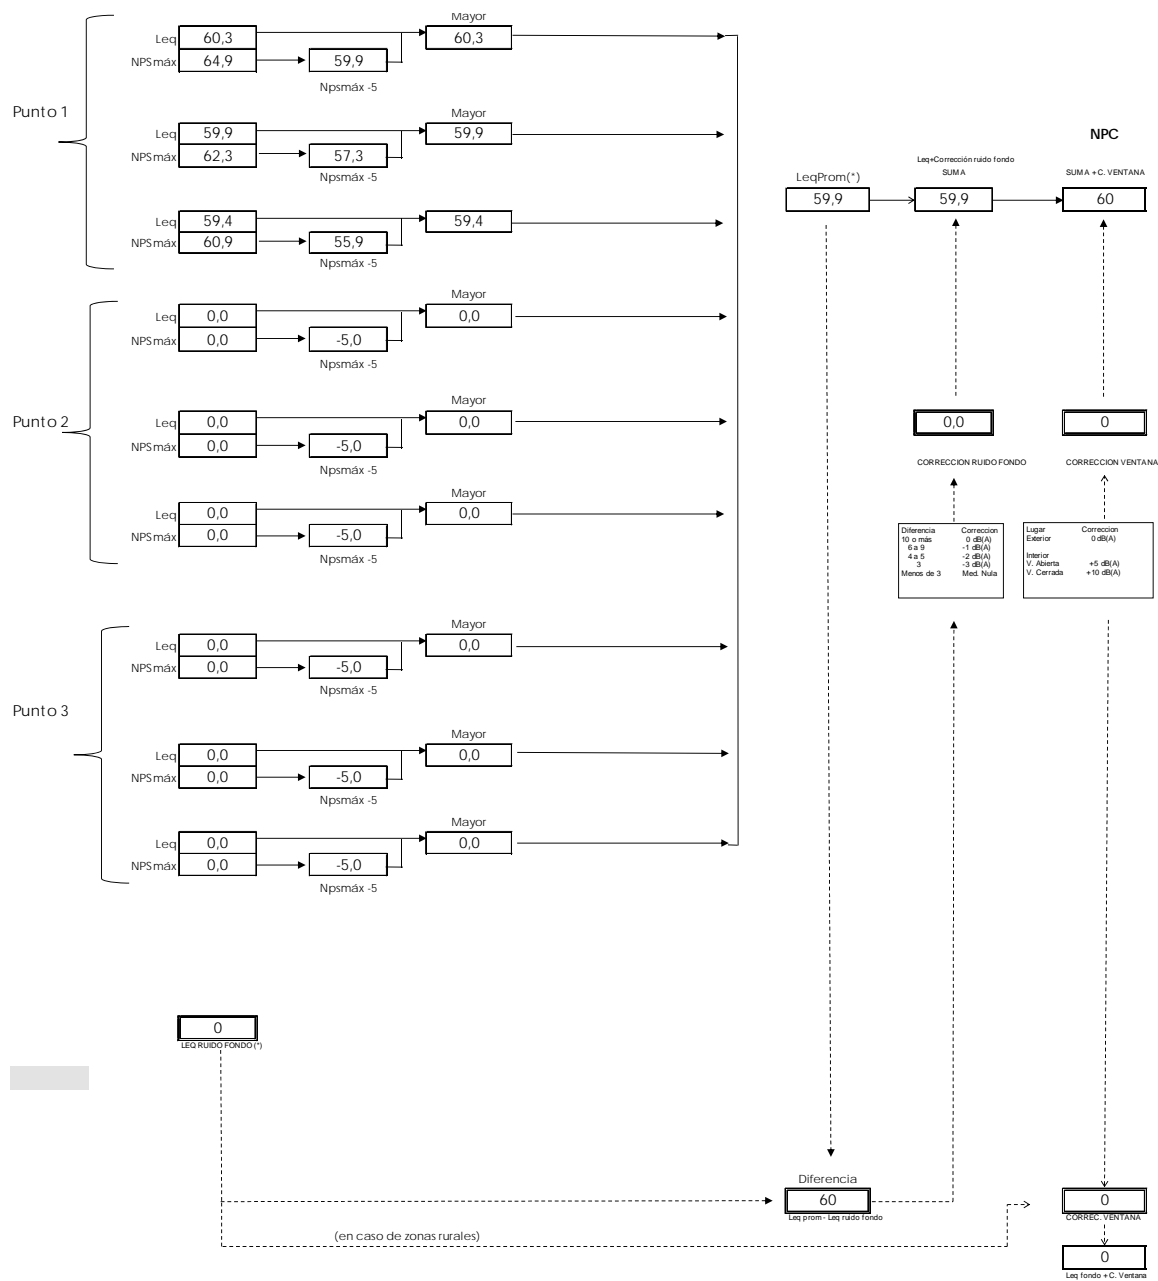 Mayor
Leq 60,3 60,3
NPSmáx 64,9 59,9
Npsmáx -5
Punto 1
Mayor
Leq 59,9 59,9
NPSmáx 62,3 57,3
Npsmáx -5
Leq 59,4 59,4
NPSmáx 60,9 55,9
Npsmáx -5
NPC
Leq+Corrección ruido fondo
LeqProm(*) SUMA SUMA + C. VENTANA
59,9 59,9 60
Mayor
Leq 0,0 0,0
NPSmáx 0,0 -5,0
Npsmáx -5
Punto 2
Mayor
Leq 0,0 0,0
NPSmáx 0,0 -5,0
Npsmáx -5
Mayor
Leq 0,0 0,0
NPSmáx 0,0 -5,0
Npsmáx -5
0,0 0
CORRECCION RUIDO FONDO CORRECCION VENTANA
Diferencia Correccion
10 o más 0 dB(A)
6 a 9 -1 dB(A)
4 a 5 -2 dB(A)
3 -3 dB(A)
Menos de 3 Med. Nula
Lugar Correccion
Exterior 0 dB(A)
Interior
V. Abierta +5 dB(A)
V. Cerrada +10 dB(A)
Mayor
Leq 0,0 0,0
NPSmáx 0,0 -5,0
Npsmáx -5
Punto 3
Mayor
Leq 0,0 0,0
NPSmáx 0,0 -5,0
Npsmáx -5
Mayor
Leq 0,0 0,0
NPSmáx 0,0 -5,0
Npsmáx -5
0
LEQ RUIDO FONDO (*)
Diferencia
60
Leq prom - Leq ruido fondo
0
CORREC. VENTANA
(en caso de zonas rurales)
0
Leq fondo + C. Ventana